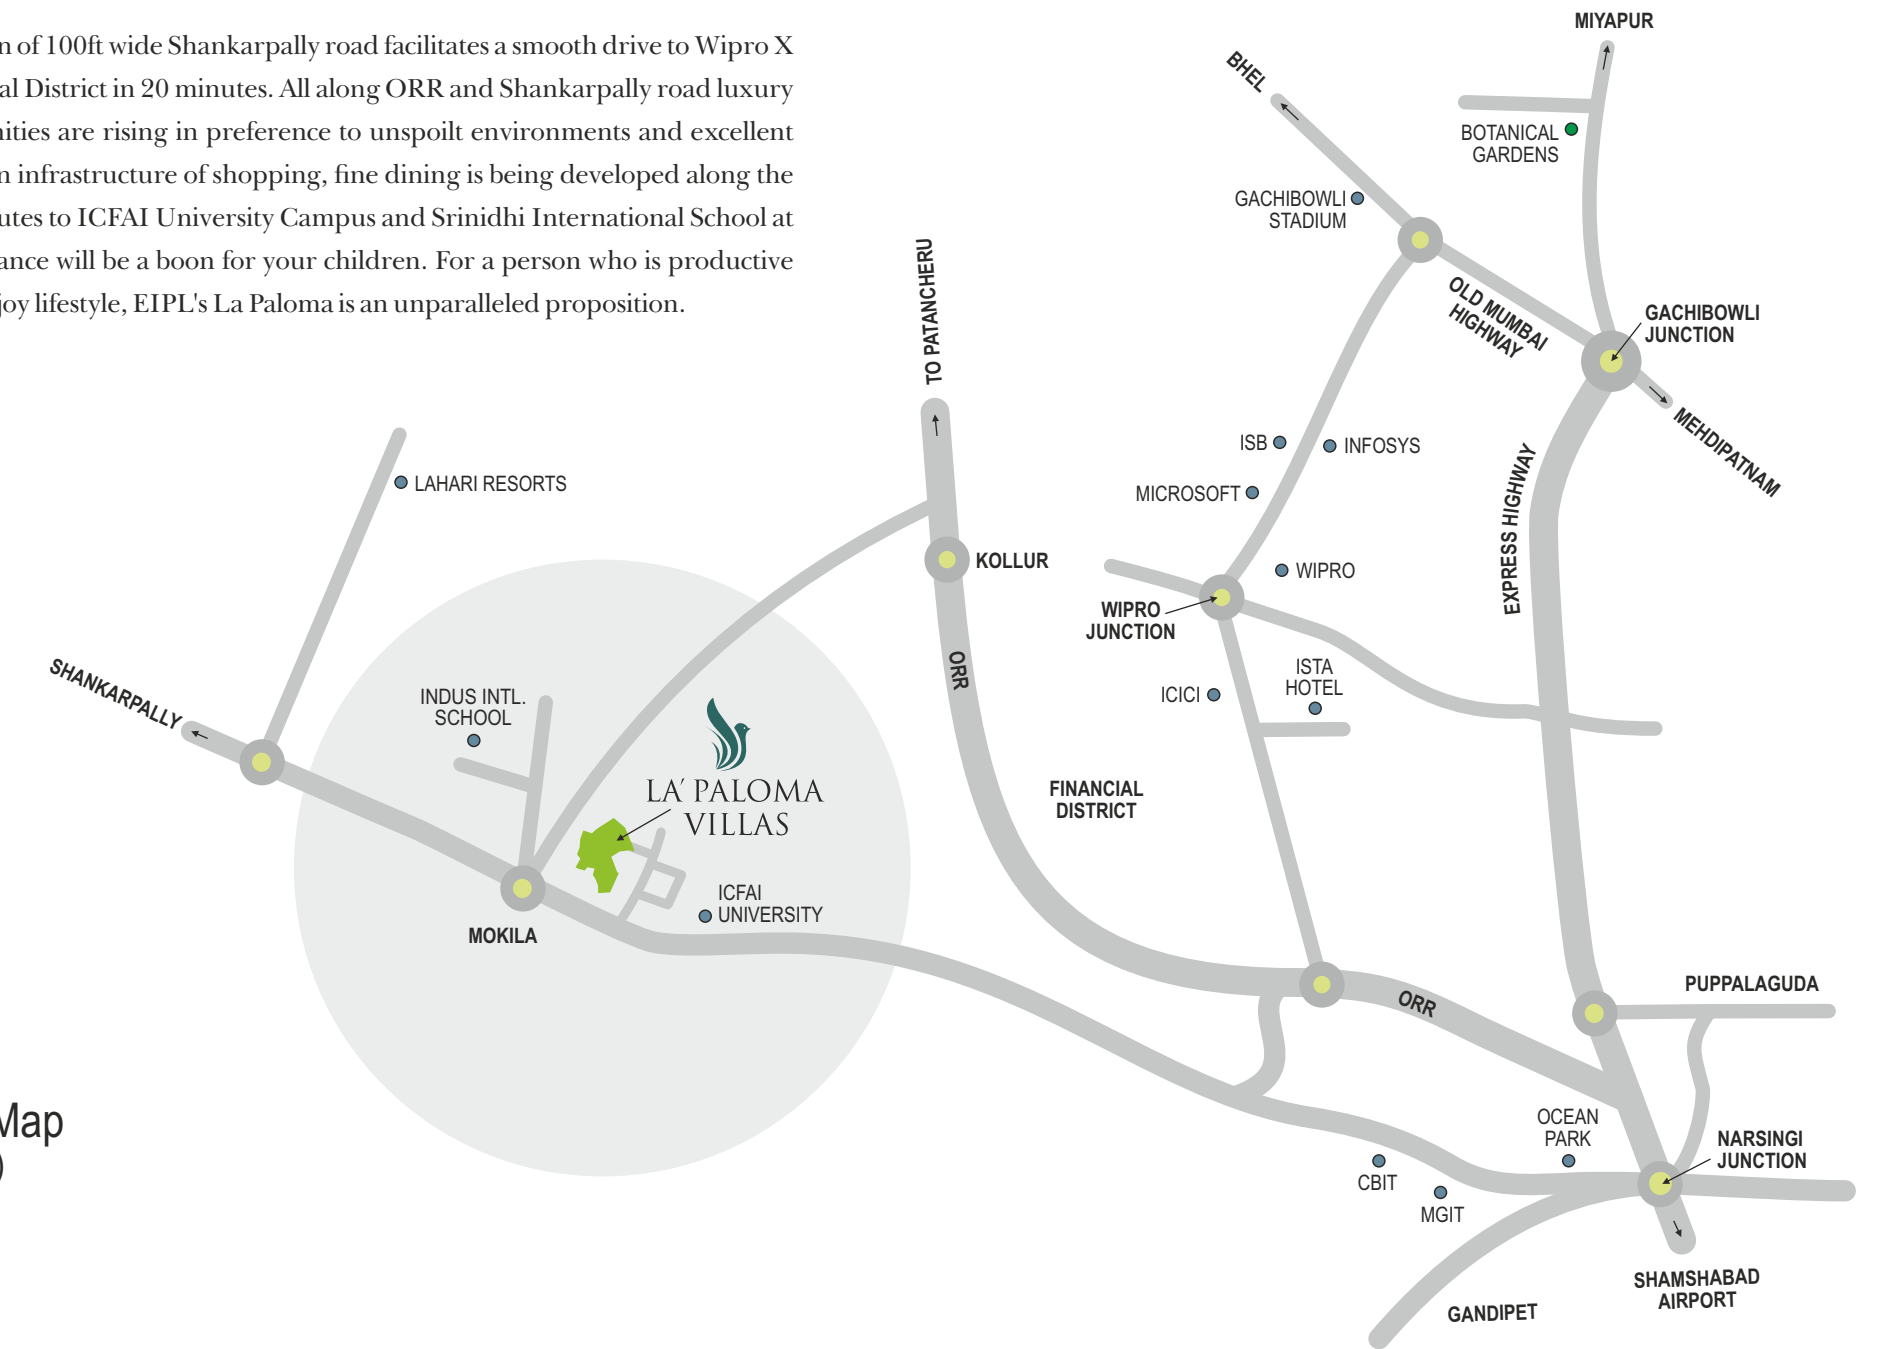 n of 100ft wide Shankarpally road facilitates a smooth drive to Wipro X
al District in 20 minutes. All along ORR and Shankarpally road luxury
nities are rising in preference to unspoilt environments and excellent
n infrastructure of shopping, fine dining is being developed along the
utes to ICFAI University Campus and Srinidhi International School at
ance will be a boon for your children. For a person who is productive
joy lifestyle, EIPL's La Paloma is an unparalleled proposition.
MIYAPUR
BHEL
BOTANICAL
GARDENS
GACHIBOWLI
STADIUM
OLD MUMBAI
HIGHWAY
GACHIBOWLI
JUNCTION
TO PATANCHERU
MEHDIPATNAM
ISB
INFOSYS
MICROSOFT
EXPRESS HIGHWAY
LAHARI RESORTS
KOLLUR
WIPRO
WIPRO
JUNCTION
ORR
SHANKARPALLY
INDUS INTL.
SCHOOL
ICICI
ISTA
HOTEL
LA' PALOMA
VILLAS
FINANCIAL
DISTRICT
ICFAI
UNIVERSITY
MOKILA
ORR
PUPPALAGUDA
Map
)
OCEAN
PARK
NARSINGI
JUNCTION
CBIT
MGIT
SHAMSHABAD
AIRPORT
GANDIPET